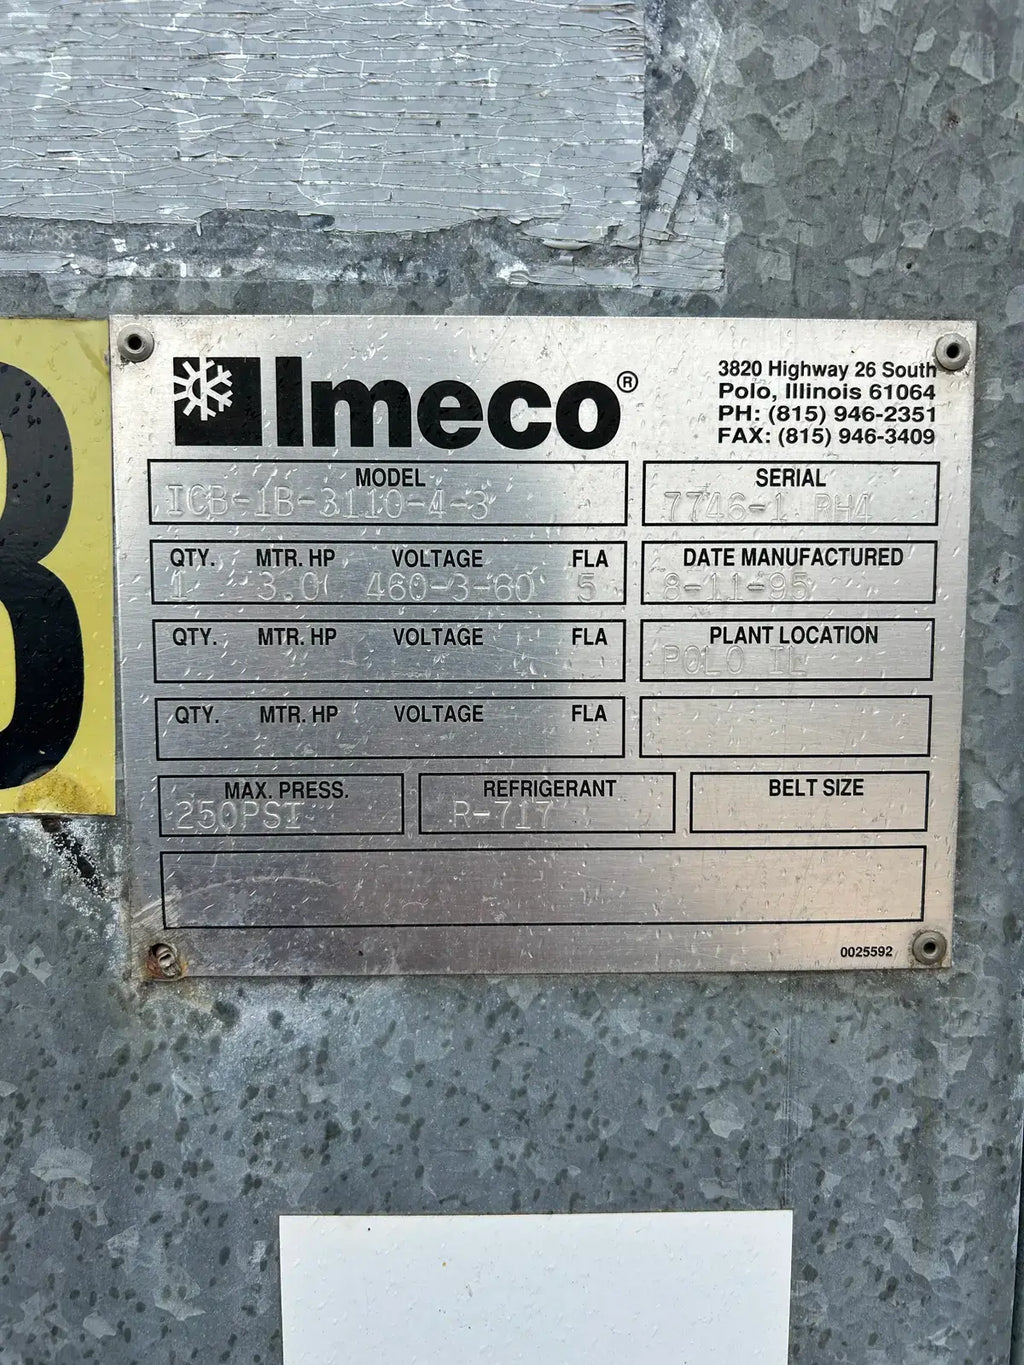 Imeco®
3820 Highway 26 South
Polo, Illinois 61064
PH: (815) 946-2351
FAX: (815) 946-3409
MODEL
ICB-1B-3110-4-3
SERIAL
7746-1 RH4
QTY. MTR. HP VOLTAGE FLA
1 3.0 460-3-60 5
DATE MANUFACTURED
8-11-95
QTY. MTR. HP VOLTAGE FLA
PLANT LOCATION
POLO IL
QTY. MTR. HP VOLTAGE FLA
MAX. PRESS.
250PSI
REFRIGERANT
R-717
BELT SIZE
0025592